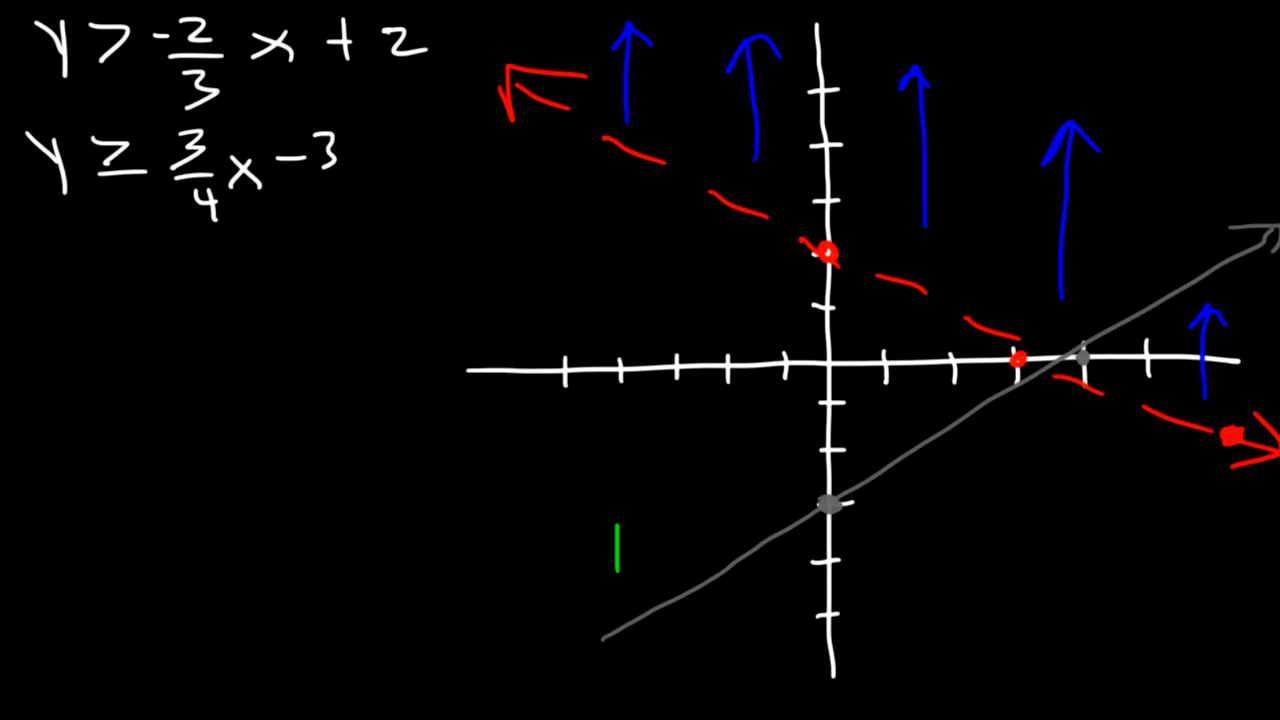 y > -2/3 x + 2
y ≥ 3/4 x - 3